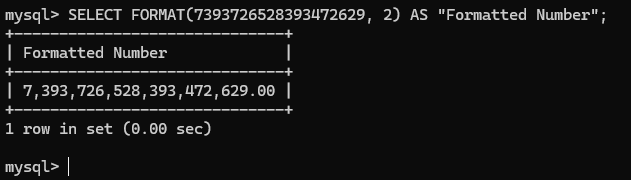 mysql> SELECT FORMAT(7393726528393472629, 2) AS "Formatted Number";
+------------------------------+
| Formatted Number             |
+------------------------------+
| 7,393,726,528,393,472,629.00 |
+------------------------------+
1 row in set (0.00 sec)
mysql>